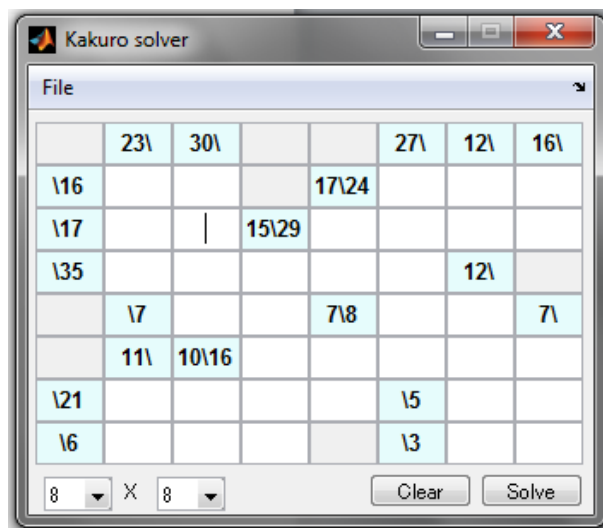 Kakuro solver
File
23\ 30\ 27\ 12\ 16\
\16 17\24
\17 15\29
\35 12\
\7 7\8 7\
11\ 10\16
\21 \5
\6 \3
8 X 8 Clear Solve